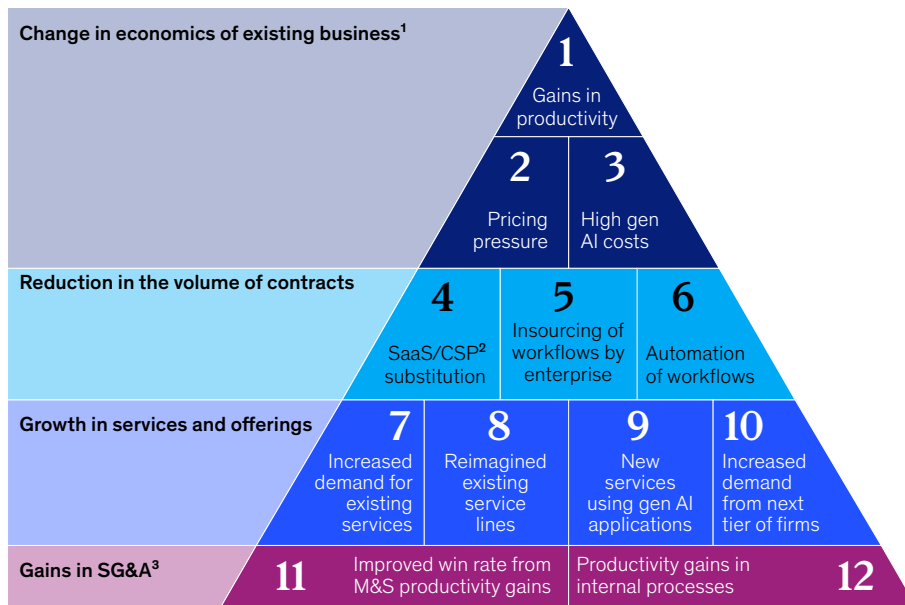 Change in economics of existing business¹
1
Gains in
productivity
2
Pricing
pressure
3
High gen
AI costs
Reduction in the volume of contracts
4
SaaS/CSP²
substitution
5
Insourcing of
workflows by
enterprise
6
Automation
of workflows
Growth in services and offerings
7
Increased
demand for
existing
services
8
Reimagined
existing
service
lines
9
New
services
using gen AI
applications
10
Increased
demand
from next
tier of firms
Gains in SG&A³
11
Improved win rate from
M&S productivity gains
Productivity gains in
internal processes
12